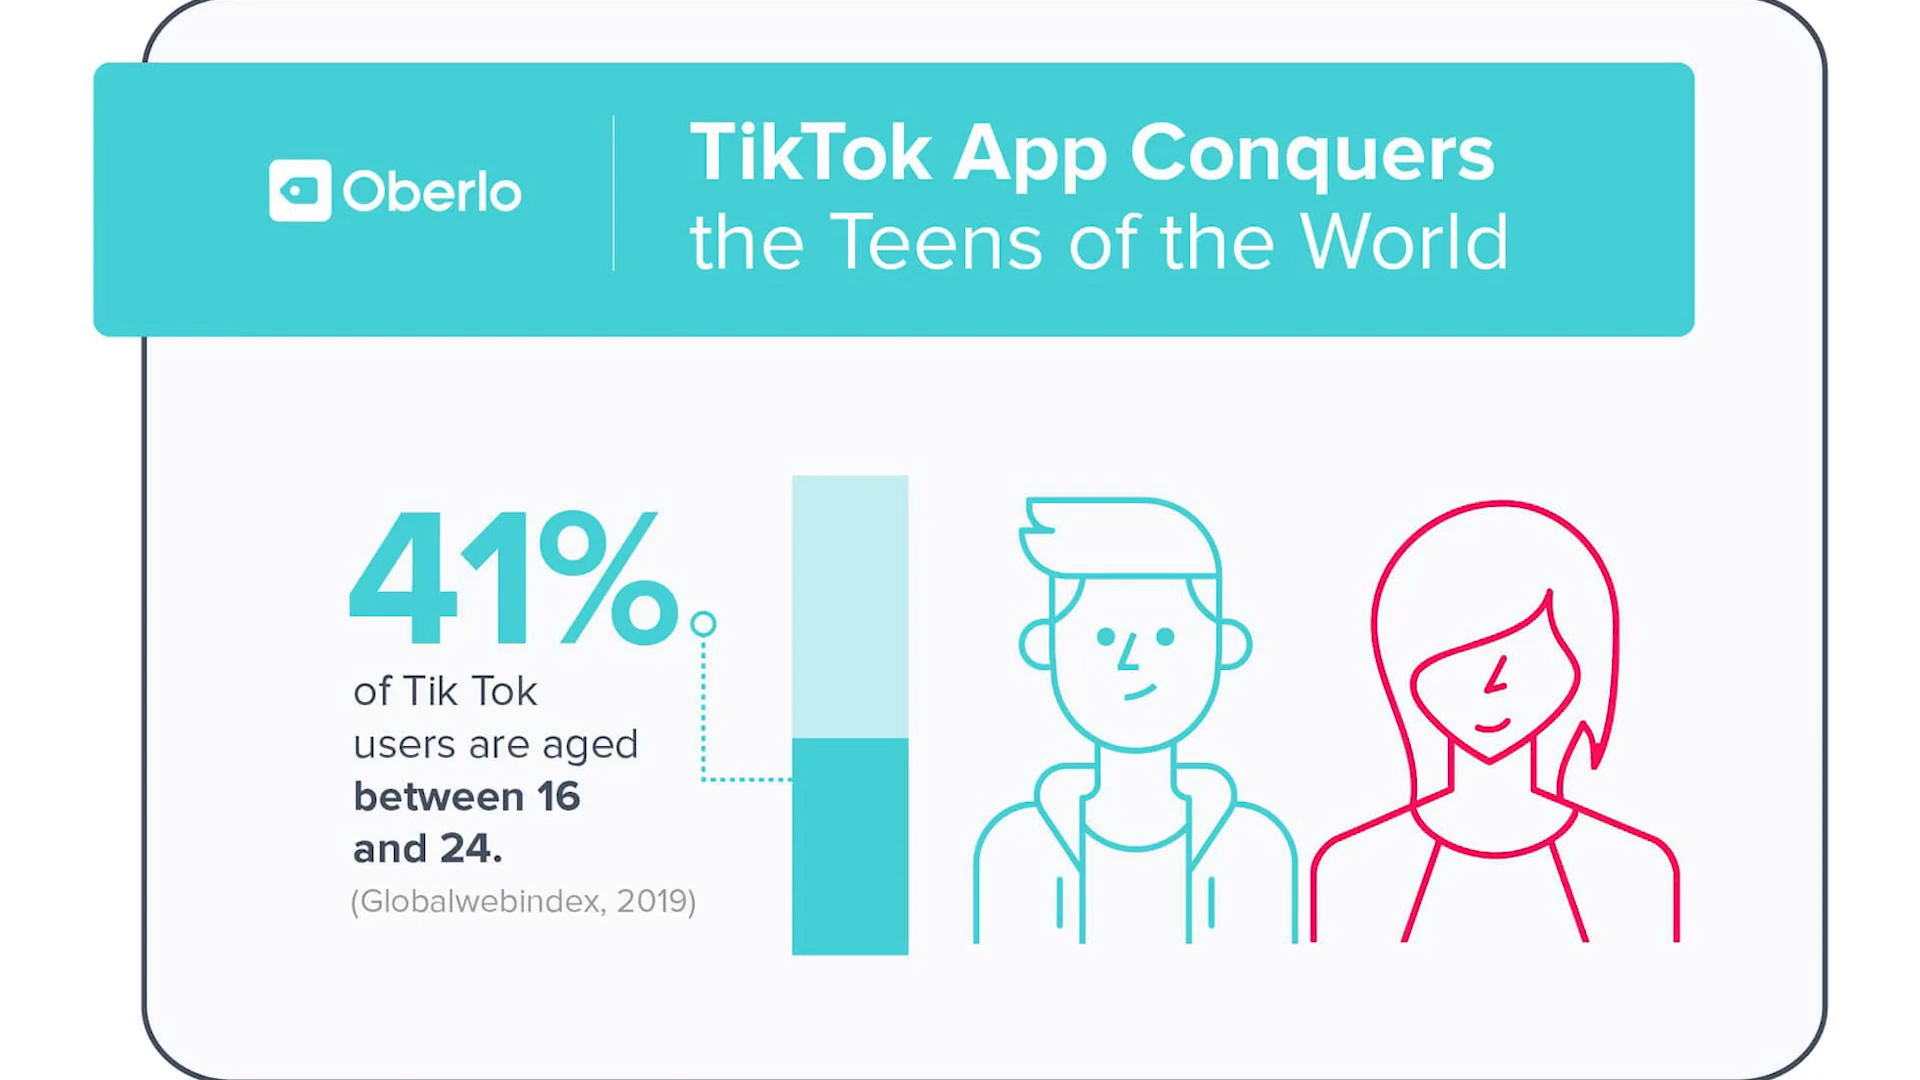 Oberlo
TikTok App Conquers
the Teens of the World
41%
of Tik Tok
users are aged
between 16
and 24.
(Globalwebindex, 2019)